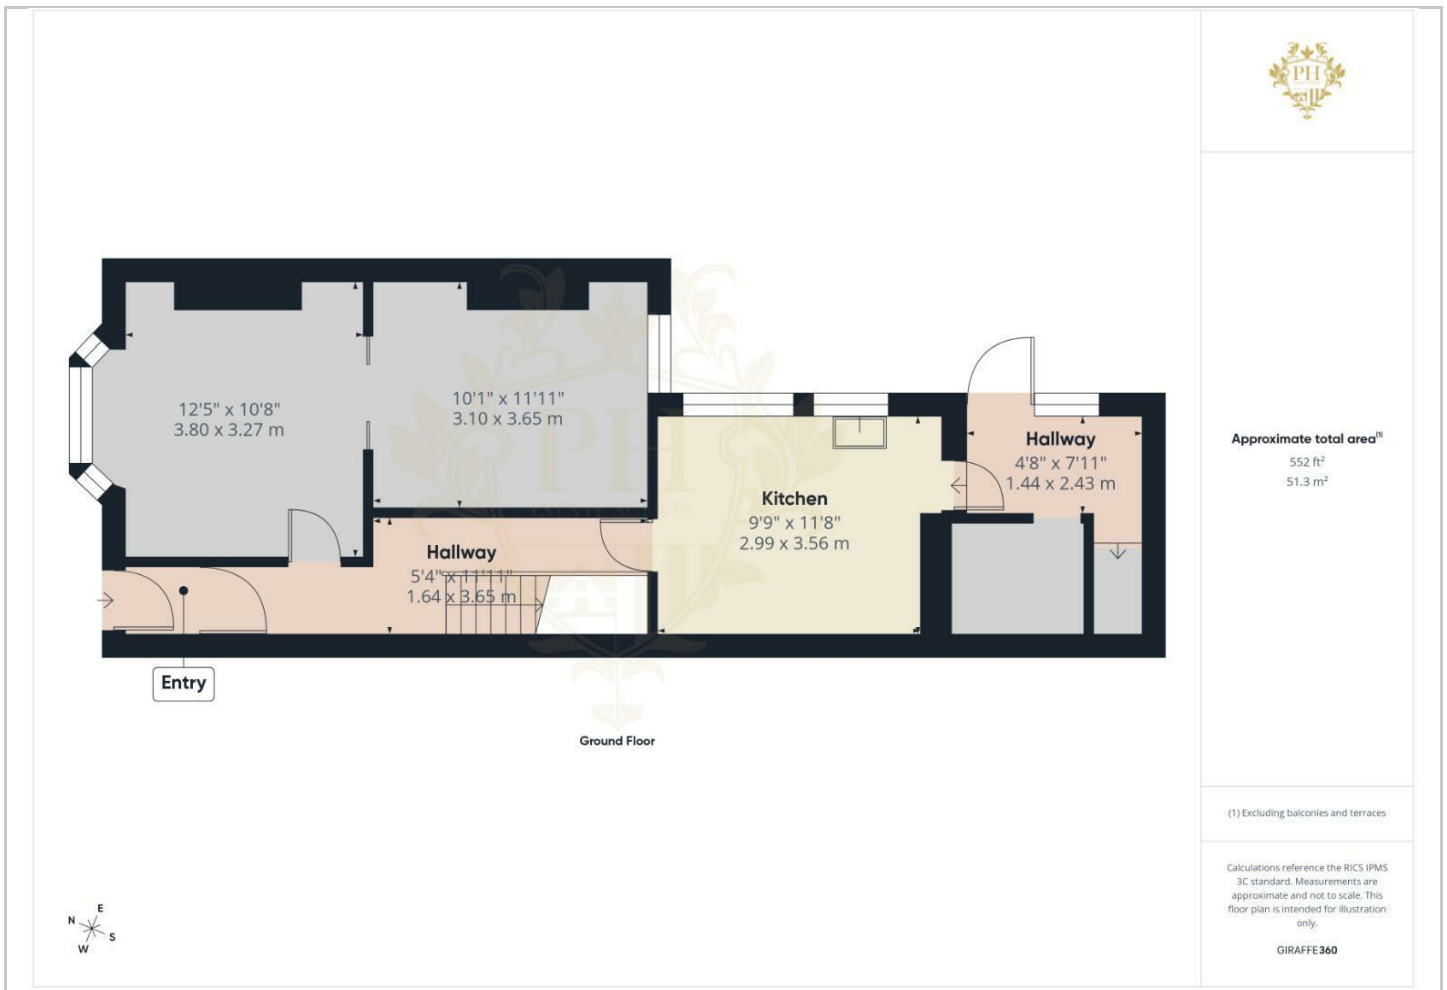 PH
12'5" x 10'8"
3.80 x 3.27 m
10'1" x 11'11"
3.10 x 3.65 m
Hallway
5'4" x 11'11"
1.64 x 3.65 m
Kitchen
9'9" x 11'8"
2.99 x 3.56 m
Hallway
4'8" x 7'11"
1.44 x 2.43 m
Entry
PH
ESTATE AGENTS
Ground Floor
N E S W
Approximate total area(1)
552 ft²
51.3 m²
(1) Excluding balconies and terraces
Calculations reference the RICS IPMS
3C standard. Measurements are
approximate and not to scale. This
floor plan is intended for illustration
only.
GIRAFFE360